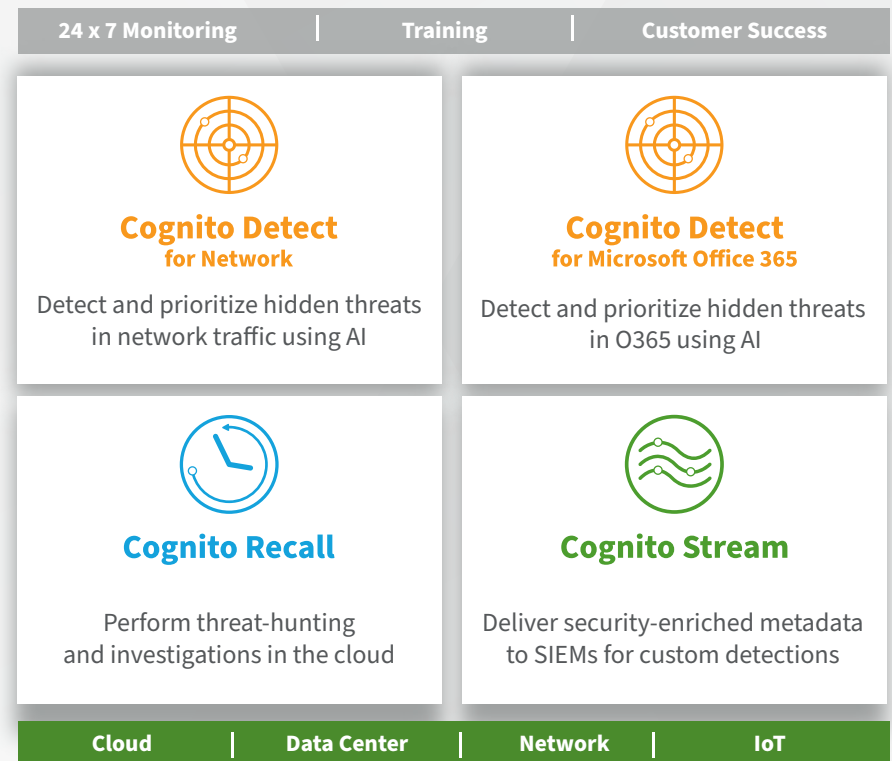 24 x 7 Monitoring | Training | Customer Success
Cognito Detect
for Network
Detect and prioritize hidden threats
in network traffic using AI
Cognito Detect
for Microsoft Office 365
Detect and prioritize hidden threats
in O365 using AI
Cognito Recall
Perform threat-hunting
and investigations in the cloud
Cognito Stream
Deliver security-enriched metadata
to SIEMs for custom detections
Cloud | Data Center | Network | IoT